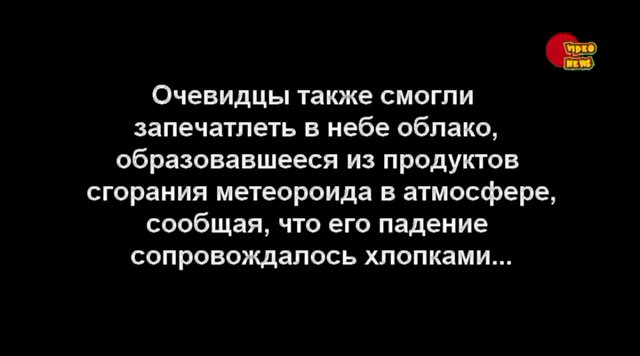 VIDEO
NEWS
Очевидцы также смогли
запечатлеть в небе облако,
образовавшееся из продуктов
сгорания метеороида в атмосфере,
сообщая, что его падение
сопровождалось хлопками...